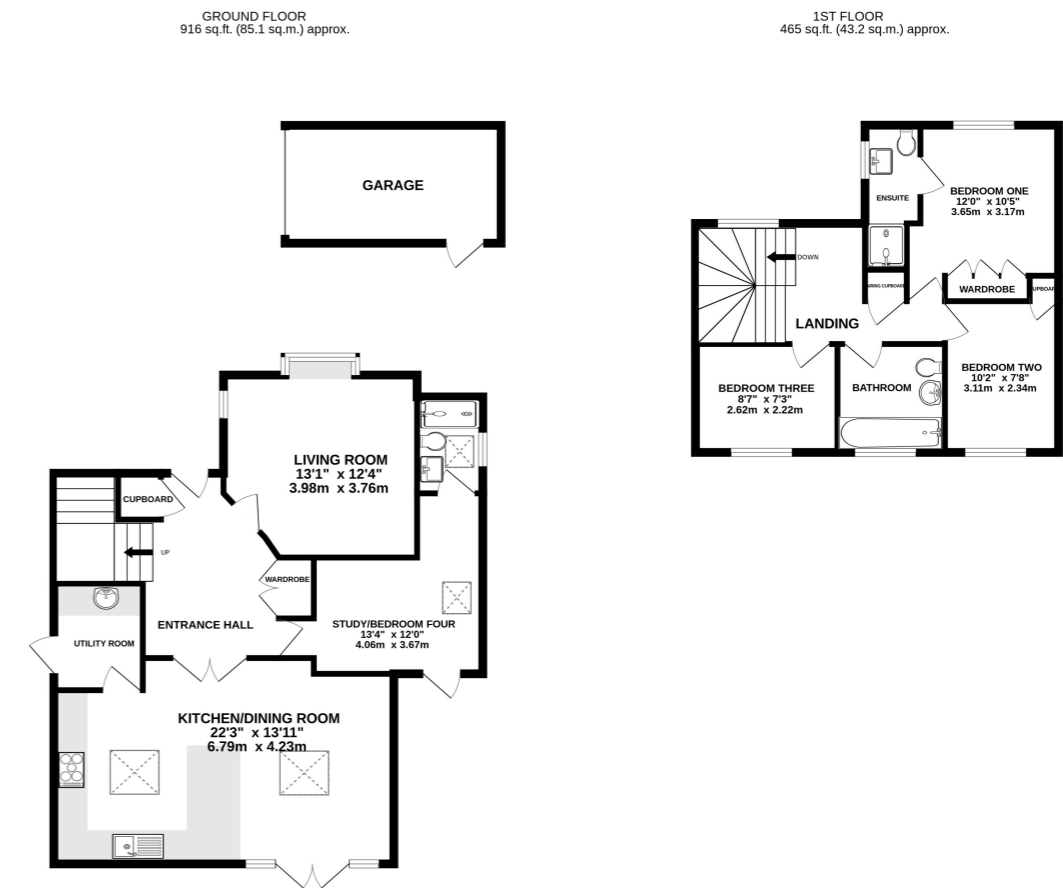 GROUND FLOOR
916 sq.ft. (85.1 sq.m.) approx.
GARAGE
LIVING ROOM
13'1" x 12'4"
3.98m x 3.76m
CUPBOARD
UP
WARDROBE
ENTRANCE HALL
STUDY/BEDROOM FOUR
13'4" x 12'0"
4.06m x 3.67m
UTILITY ROOM
KITCHEN/DINING ROOM
22'3" x 13'11"
6.79m x 4.23m
1ST FLOOR
465 sq.ft. (43.2 sq.m.) approx.
BEDROOM ONE
12'0" x 10'5"
3.65m x 3.17m
ENSUITE
DOWN
WARDROBE
UPBOAR
LANDING
BEDROOM TWO
10'2" x 7'8"
3.11m x 2.34m
BEDROOM THREE
8'7" x 7'3"
2.62m x 2.22m
BATHROOM